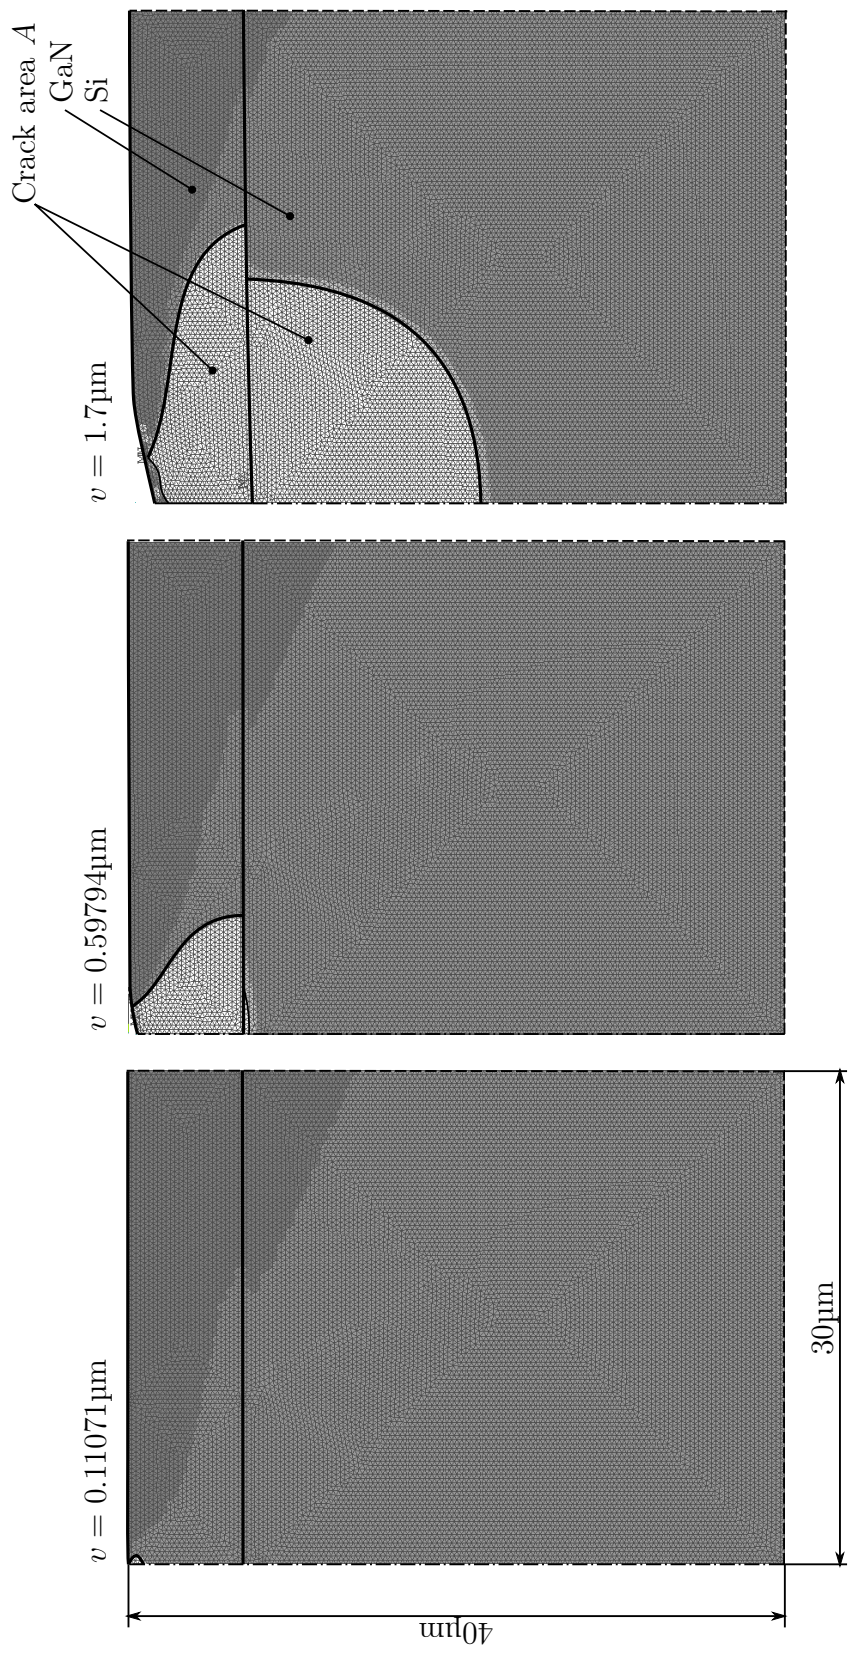 v = 0.11071µm
v = 0.59794µm
v = 1.7µm
Crack area A
GaN
Si
40µm
30µm